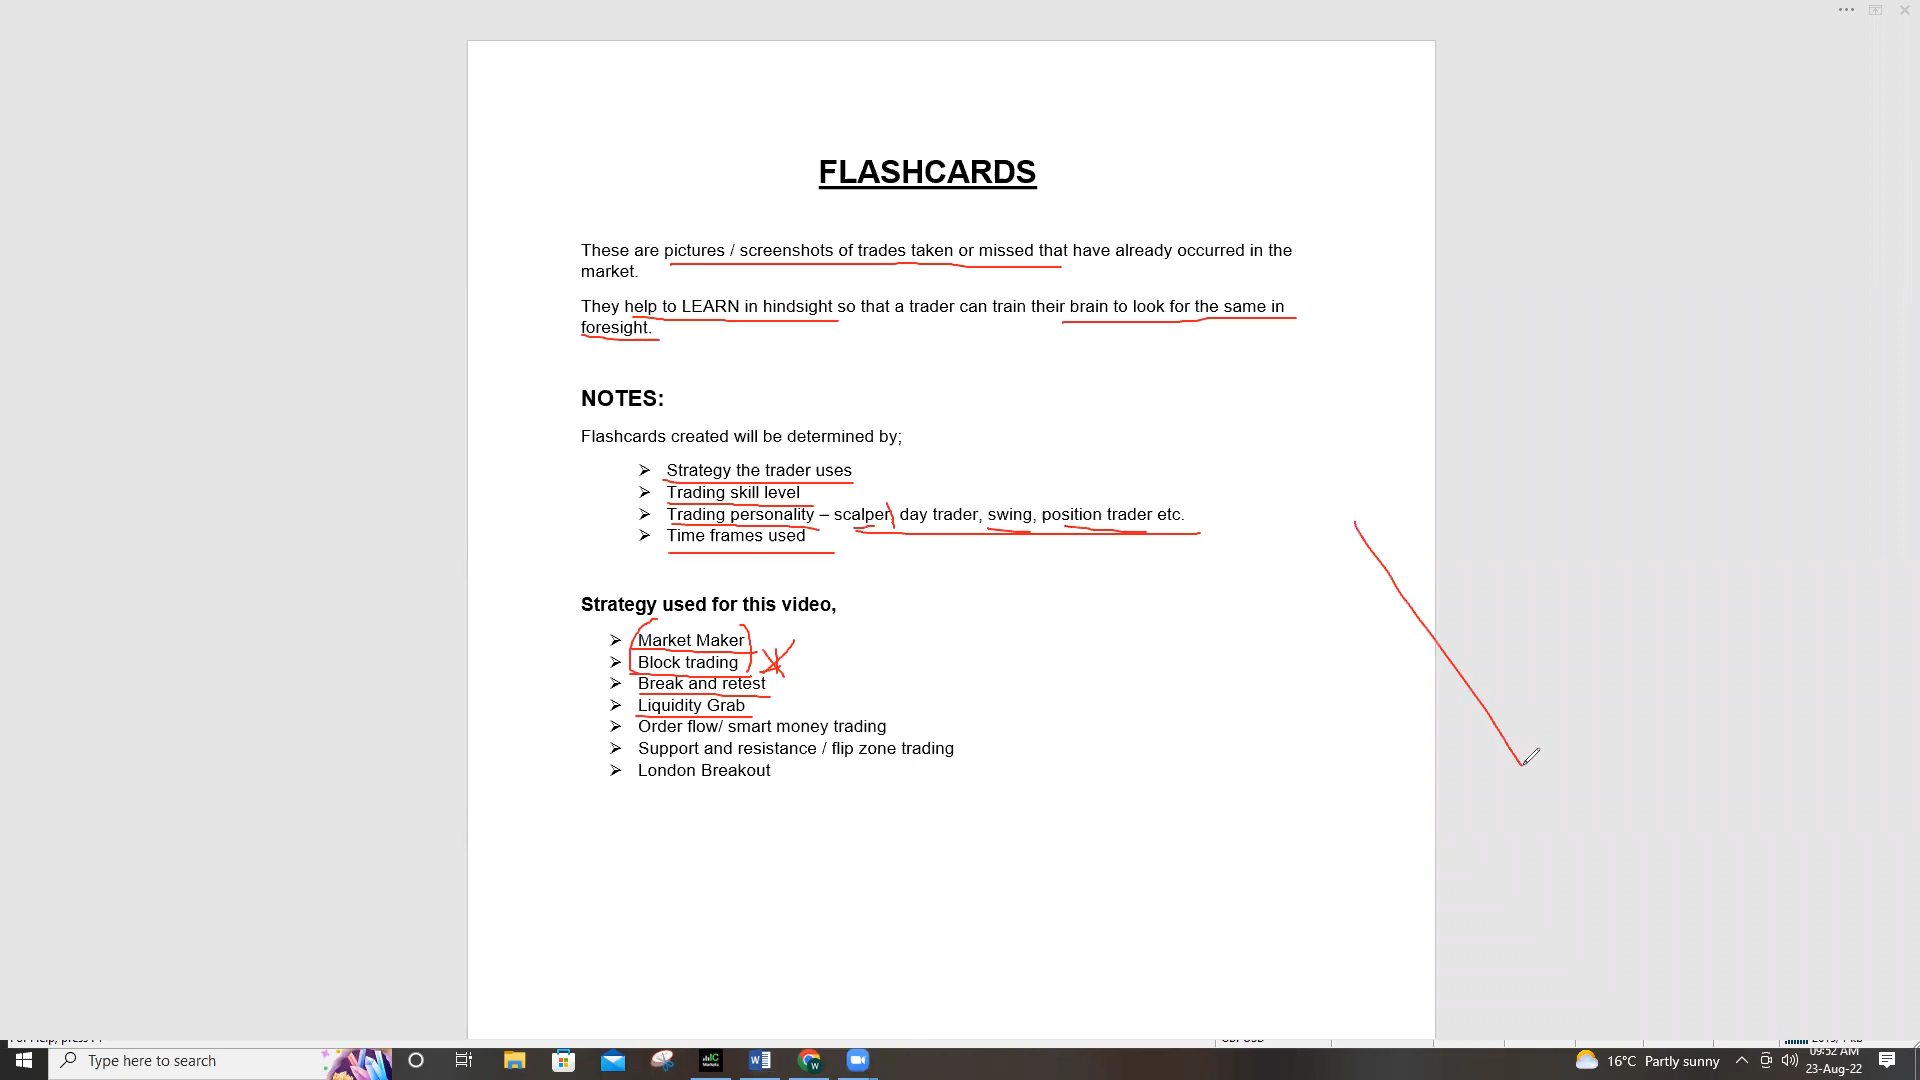 FLASHCARDS
These are pictures / screenshots of trades taken or missed that have already occurred in the
market.
They help to LEARN in hindsight so that a trader can train their brain to look for the same in
foresight.
NOTES:
Flashcards created will be determined by;
Strategy the trader uses
Trading skill level
Trading personality – scalper, day trader, swing, position trader etc.
Time frames used
Strategy used for this video,
Market Maker
Block trading
Break and retest
Liquidity Grab
Order flow/ smart money trading
Support and resistance / flip zone trading
London Breakout
Type here to search
16°C Partly sunny
09:52 AM
23-Aug-22